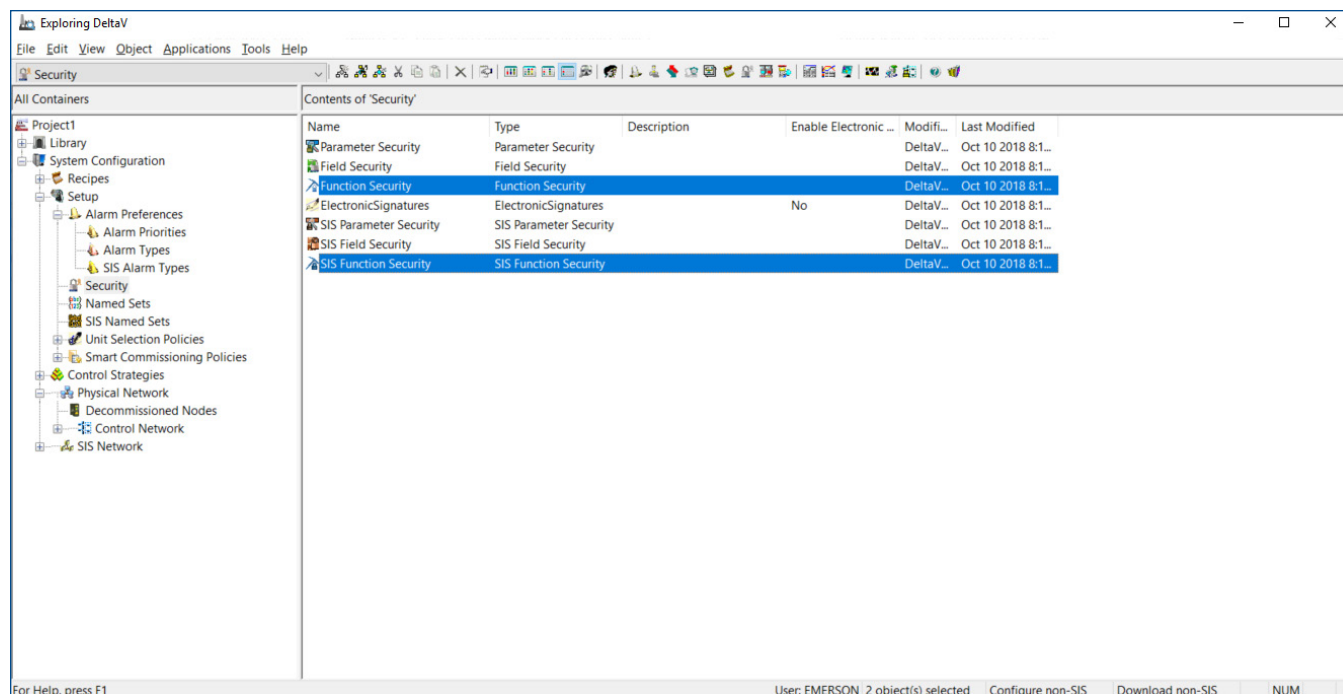 Exploring DeltaV
File Edit View Object Applications Tools Help
Security
All Containers
Contents of 'Security'
Project1
Library
System Configuration
Recipes
Setup
Alarm Preferences
Alarm Priorities
Alarm Types
SIS Alarm Types
Security
Named Sets
SIS Named Sets
Unit Selection Policies
Smart Commissioning Policies
Control Strategies
Physical Network
Decommissioned Nodes
Control Network
SIS Network
Name Type Description Enable Electronic ... Modifi... Last Modified
Parameter Security Parameter Security DeltaV... Oct 10 2018 8:1...
Field Security Field Security DeltaV... Oct 10 2018 8:1...
Function Security Function Security DeltaV... Oct 10 2018 8:1...
ElectronicSignatures ElectronicSignatures No DeltaV... Oct 10 2018 8:1...
SIS Parameter Security SIS Parameter Security DeltaV... Oct 10 2018 8:1...
SIS Field Security SIS Field Security DeltaV... Oct 10 2018 8:1...
SIS Function Security SIS Function Security DeltaV... Oct 10 2018 8:1...
For Help, press F1 User: EMERSON 2 object(s) selected Configure non-SIS Download non-SIS NUM